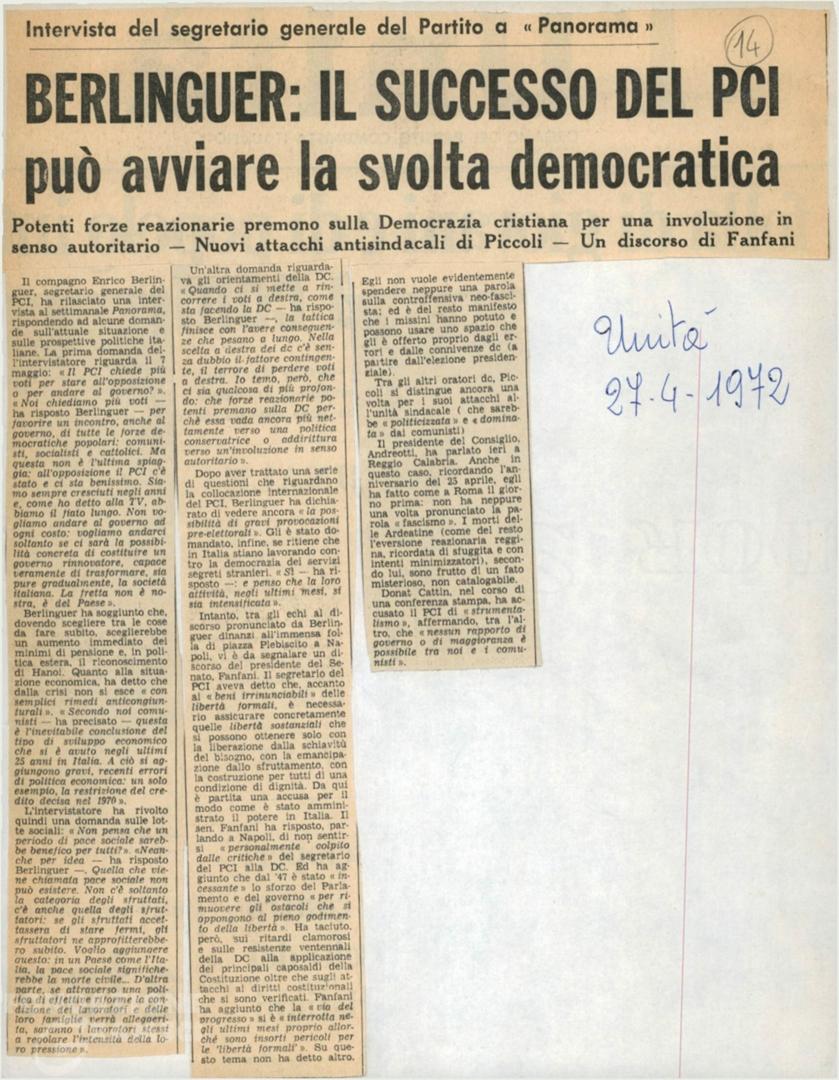 Intervista del segretario generale del Partito a « Panorama »
14
BERLINGUER: IL SUCCESSO DEL PCI
può avviare la svolta democratica
Potenti forze reazionarie premono sulla Democrazia cristiana per una involuzione in
senso autoritario — Nuovi attacchi antisindacali di Piccoli — Un discorso di Fanfani
Il compagno Enrico Berlin-
guer, segretario generale del
PCI, ha rilasciato una inter-
vista al settimanale Panorama,
rispondendo ad alcune doman-
de sull'attuale situazione e
sulle prospettive politiche ita-
liane. La prima domanda del-
l'intervistatore riguarda il 7
maggio: « Il PCI chiede più
voti per stare all'opposizione
o per andare al governo? ».
« Noi chiediamo più voti —
ha risposto Berlinguer — per
favorire un incontro, anche al
governo, di tutte le forze de-
mocratiche popolari: comuni-
sti, socialisti e cattolici. Ma
questa non è l'ultima spiag-
gia: all'opposizione il PCI c'è
stato e ci sta benissimo. Sia-
mo sempre cresciuti negli anni
e, come ho detto alla TV, ab-
biamo il fiato lungo. Non vo-
gliamo andare al governo ad
ogni costo: vogliamo andarci
soltanto se ci sarà la possibi-
lità concreta di costituire un
governo rinnovatore, capace
veramente di trasformare, sia
pure gradualmente, la società
italiana. La fretta non è no-
stra, è del Paese ».
Berlinguer ha soggiunto che,
dovendo scegliere tra le cose
da fare subito, sceglierebbe
un aumento immediato dei
minimi di pensione e, in poli-
tica estera, il riconoscimento
di Hanoi. Quanto alla situa-
zione economica, ha detto che
dalla crisi non si esce « con
semplici rimedi anticongiun-
turali ». « Secondo noi comu-
nisti — ha precisato — questa
è l'inevitabile conclusione del
tipo di sviluppo economico
che si è avuto negli ultimi
25 anni in Italia. A ciò si ag-
giungono gravi, recenti errori
di politica economica: un solo
esempio, la restrizione del cre-
dito decisa nel 1970 ».
L'intervistatore ha rivolto
quindi una domanda sulle lot-
te sociali: « Non pensa che un
periodo di pace sociale sareb-
be benefico per tutti? ». «Nean-
che per idea — ha risposto
Berlinguer —. Quella che vie-
ne chiamata pace sociale non
può esistere. Non c'è soltanto
la categoria degli sfruttati,
c'è anche quella degli sfrut-
tatori: se gli sfruttati accet-
tassera di stare fermi, gli
sfruttatori ne approfitterebbe-
ro subito. Voglio aggiungere
questo: in un Paese come l'Ita-
lia, la pace sociale significhe-
rebbe la morte civile... D'altra
parte, se attraverso una poli-
tica di effettive riforme la con-
dizione dei lavoratori e delle
loro famiglie verrà alleggeri-
ta, saranno i lavoratori stessi
a regolare l'intensità della lo-
ro pressione ».
Un'altra domanda riguarda-
va gli orientamenti della DC.
« Quando ci si mette a rin-
correre i voti a destra, come
sta facendo la DC — ha rispo-
sto Berlinguer —, la tattica
finisce con l'avere conseguen-
ze che pesano a lungo. Nella
scelta a destra dei dc c'è sen-
za dubbio il fattore contingen-
te, il terrore di perdere voti
a destra. Io temo, però, che
ci sia qualcosa di più profon-
do: che forze reazionarie po-
tenti premano sulla DC per-
chè essa vada ancora più net-
tamente verso una politica
conservatrice o addirittura
verso un'involuzione in senso
autoritario ».
Dopo aver trattato una serie
di questioni che riguardano
la collocazione internazionale
del PCI, Berlinguer ha dichia-
rato di vedere ancora « la pos-
sibilità di gravi provocazioni
pre-elettorali ». Gli è stato do-
mandato, infine, se ritiene che
in Italia stiano lavorando con-
tro la democrazia dei servizi
segreti stranieri. « Sì — ha ri-
sposto —: e penso che la loro
attività, negli ultimi mesi, si
sia intensificata ».
Intanto, tra gli echi al di-
scorso pronunciato da Berlin-
guer dinanzi all'immensa fol-
la di piazza Plebiscito a Na-
poli, vi è da segnalare un di-
scorso del presidente del Se-
nato, Fanfani. Il segretario del
PCI aveva detto che, accanto
ai « beni irrinunciabili » delle
libertà formali, è necessa-
rio assicurare concretamente
quelle libertà sostanziali che
si possono ottenere solo con
la liberazione dalla schiavitù
del bisogno, con la emancipa-
zione dallo sfruttamento, con
la costruzione per tutti di una
condizione di dignità. Da qui
è partita una accusa per il
modo come è stato ammini-
strato il potere in Italia. Il
sen. Fanfani ha risposto, par-
lando a Napoli, di non sentir-
si « personalmente colpito
dalle critiche » del segretario
del PCI alla DC. Ed ha ag-
giunto che dal '47 è stato « in-
cessante » lo sforzo del Parla-
mento e del governo « per ri-
muovere gli ostacoli che si
oppongono al pieno godimen-
to della libertà ». Ha taciuto,
però, sui ritardi clamorosi
e sulle resistenze ventennali
della DC alla applicazione
dei principali capisaldi della
Costituzione oltre che sugli at-
tacchi ai diritti costituzionali
che si sono verificati. Fanfani
ha aggiunto che la « via del
progresso » si è « interrotta ne-
gli ultimi mesi proprio allor-
ché sono insorti pericoli per
le 'libertà formali' ». Su que-
sto tema non ha detto altro.
Egli non vuole evidentemente
spendere neppure una parola
sulla controffensiva neo-fasci-
sta; ed è del resto manifesto
che i missini hanno potuto e
possono usare uno spazio che
gli è offerto proprio dagli er-
rori e dalle connivenze dc (a
partire dall'elezione presiden-
ziale).
Tra gli altri oratori dc, Pic-
coli si distingue ancora una
volta per i suoi attacchi al-
l'unità sindacale ( che sareb-
be « politicizzata » e « domina-
ta » dai comunisti)
Il presidente del Consiglio,
Andreotti, ha parlato ieri a
Reggio Calabria. Anche in
questo caso, ricordando l'an-
niversario del 25 aprile, egli
ha fatto come a Roma il gior-
no prima: non ha neppure
una volta pronunciato la pa-
rola « fascismo ». I morti del-
le Ardeatine (come del resto
l'eversione reazionaria reggi-
na, ricordata di sfuggita e con
intenti minimizzatori), secon-
do lui, sono frutto di un fato
misterioso, non catalogabile.
Donat Cattin, nel corso di
una conferenza stampa, ha ac-
cusato il PCI di « strumenta-
lismo », affermando, tra l'al-
tro, che « nessun rapporto di
governo o di maggioranza è
possibile tra noi e i comu-
nisti ».
Unità
27-4-1972